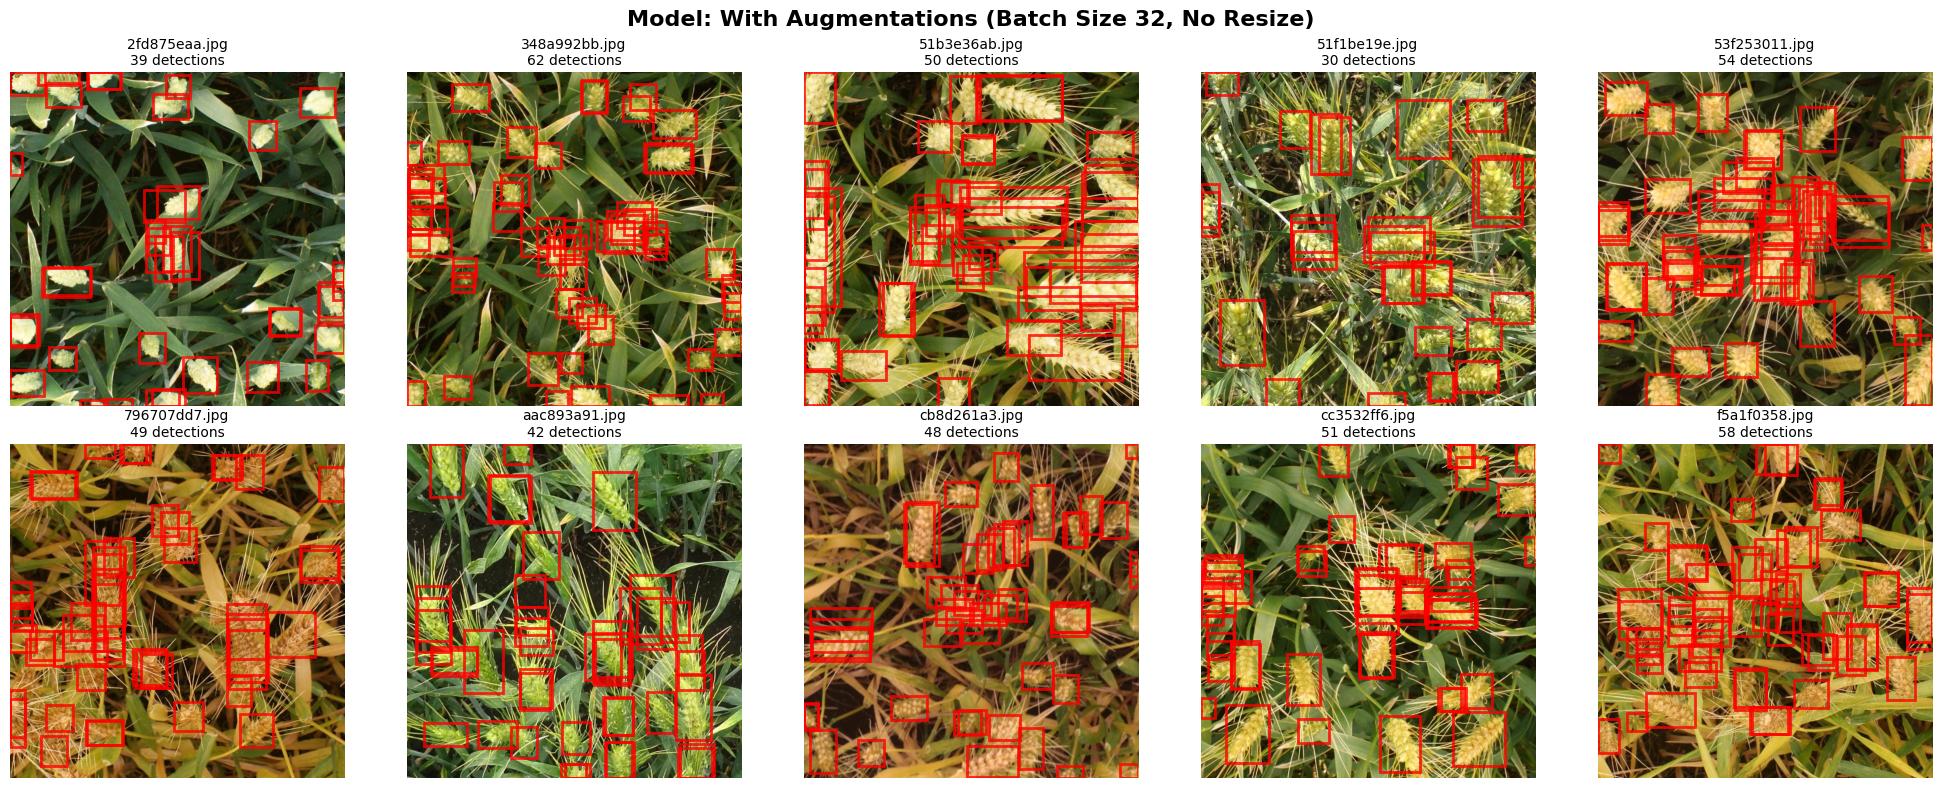 Model: With Augmentations (Batch Size 32, No Resize)
2fd875eaa.jpg
39 detections
348a992bb.jpg
62 detections
51b3e36ab.jpg
50 detections
51f1be19e.jpg
30 detections
53f253011.jpg
54 detections
796707dd7.jpg
49 detections
aac893a91.jpg
42 detections
cb8d261a3.jpg
48 detections
cc3532ff6.jpg
51 detections
f5a1f0358.jpg
58 detections